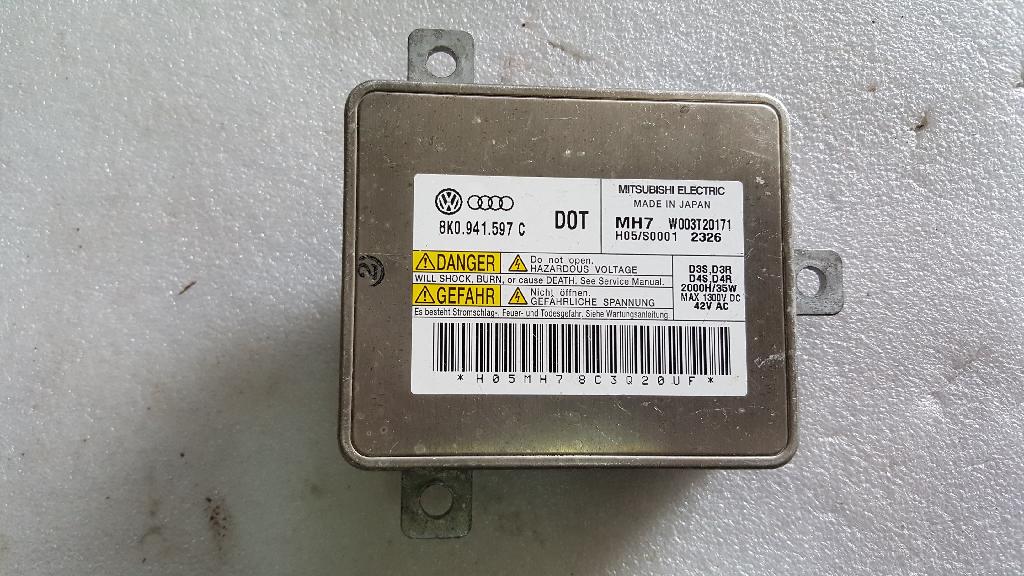 8K0.941.597 C
DOT
MITSUBISHI ELECTRIC
MADE IN JAPAN
MH7 W003T20171
H05/S0001 2326
DANGER
Do not open.
HAZARDOUS VOLTAGE
WILL SHOCK, BURN, or cause DEATH. See Service Manual.
GEFAHR
Nicht öffnen.
GEFÄHRLICHE SPANNUNG
Es besteht Stromschlag-, Feuer- und Todesgefahr. Siehe Wartungsanleitung.
D3S,D3R
D4S,D4R
2000H/35W
MAX 1300V DC
42V AC
*H05MH78C3Q20UF*
2